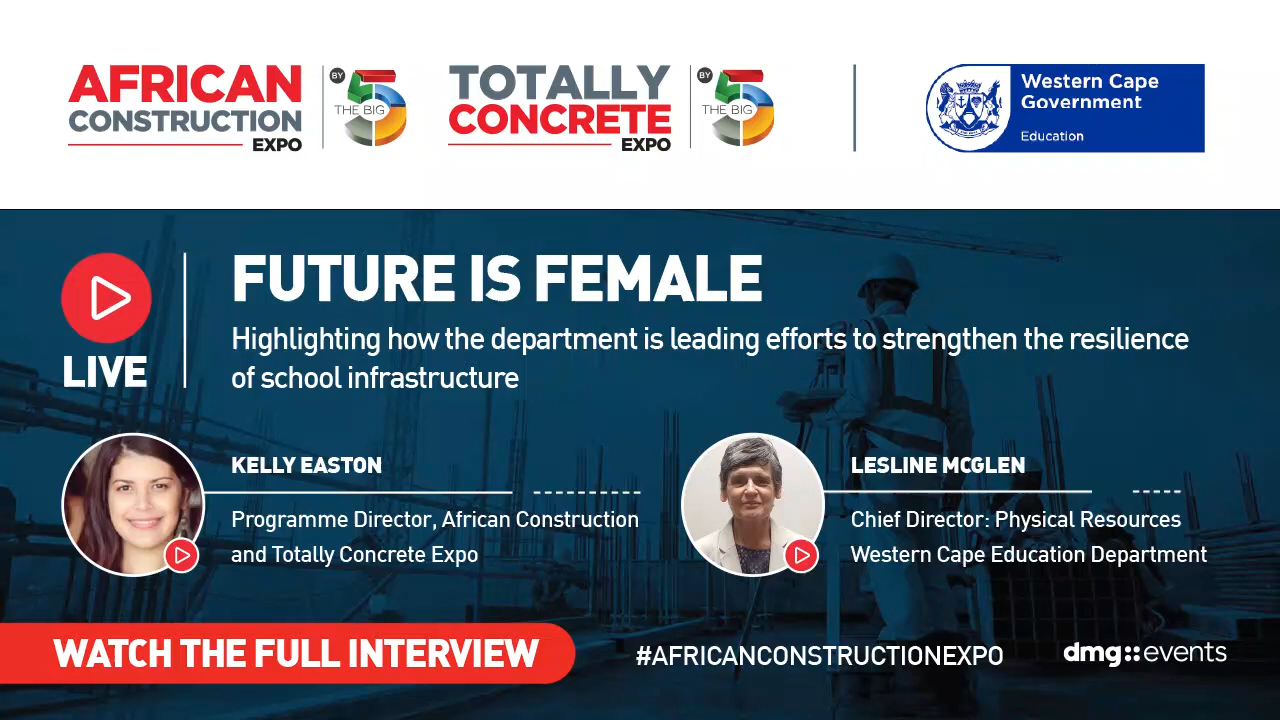 AFRICAN
CONSTRUCTION
EXPO
BY
THE BIG
5
TOTALLY
CONCRETE
EXPO
BY
THE BIG
5
Western Cape
Government
Education
LIVE
FUTURE IS FEMALE
Highlighting how the department is leading efforts to strengthen the resilience
of school infrastructure
KELLY EASTON
Programme Director, African Construction
and Totally Concrete Expo
LESLINE MCGLEN
Chief Director: Physical Resources
Western Cape Education Department
WATCH THE FULL INTERVIEW
#AFRICANCONSTRUCTIONEXPO
dmg::events